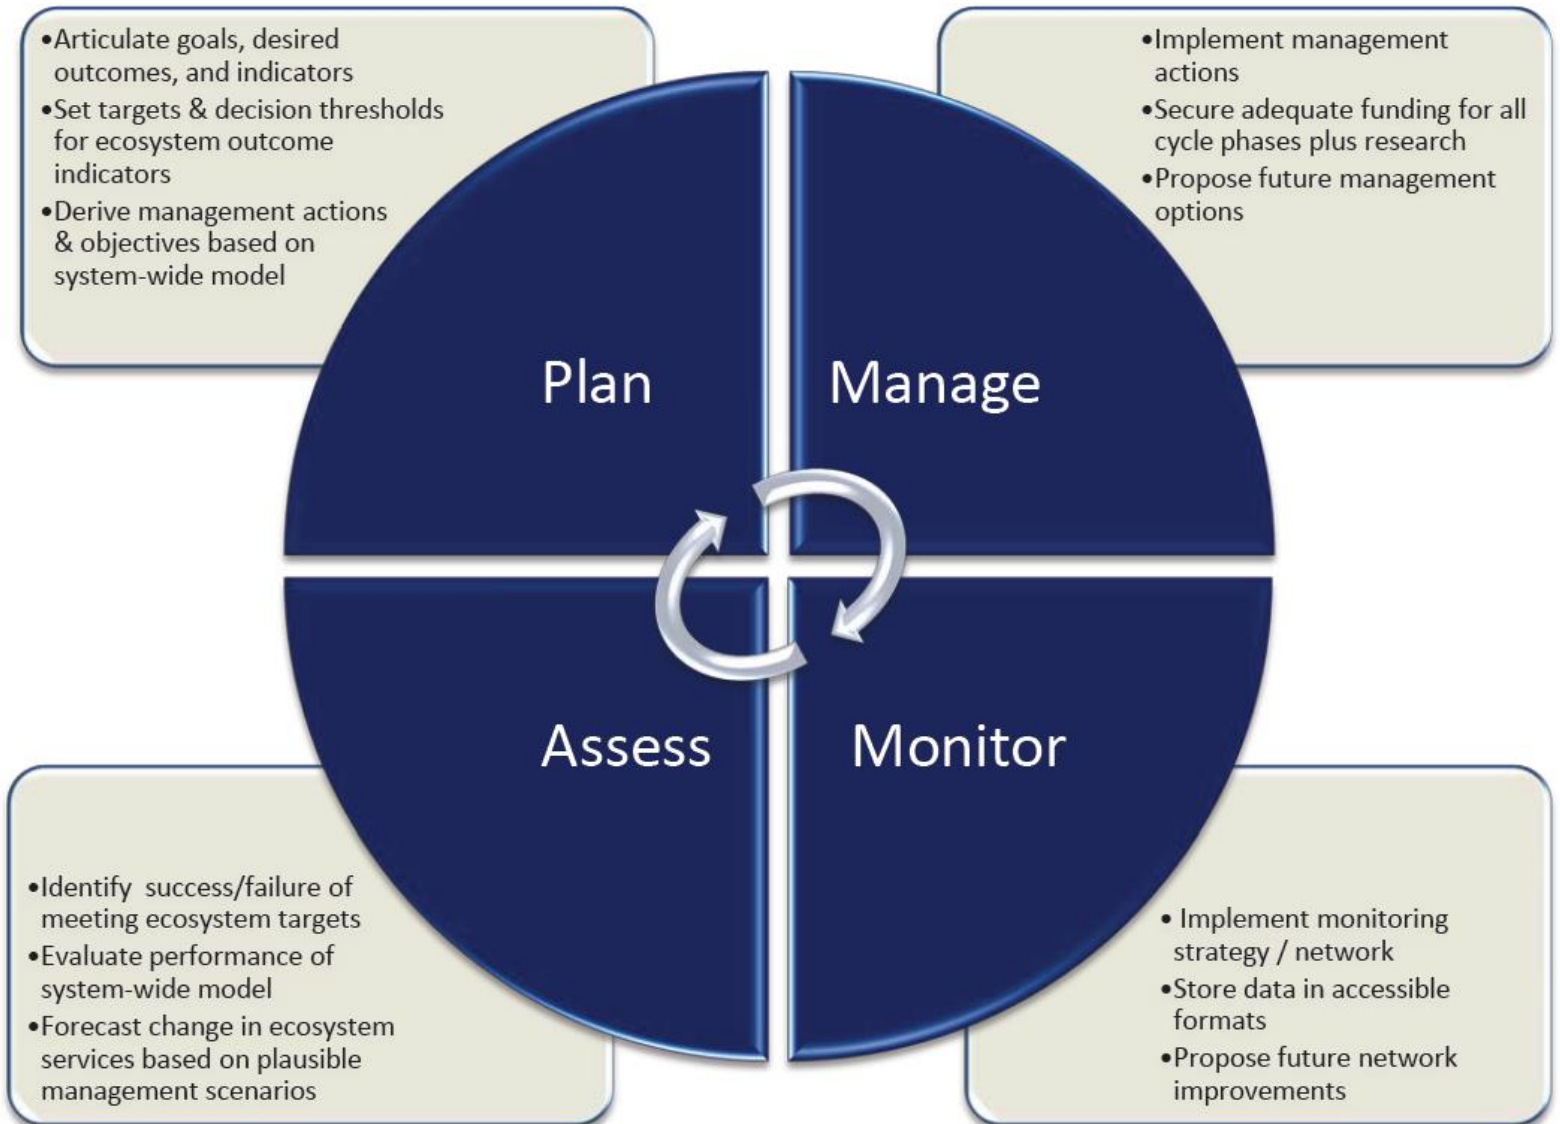 •Articulate goals, desired
outcomes, and indicators
•Set targets & decision thresholds
for ecosystem outcome
indicators
•Derive management actions
& objectives based on
system-wide model
•Implement management
actions
•Secure adequate funding for all
cycle phases plus research
•Propose future management
options
Plan
Manage
Assess
Monitor
•Identify success/failure of
meeting ecosystem targets
•Evaluate performance of
system-wide model
•Forecast change in ecosystem
services based on plausible
management scenarios
• Implement monitoring
strategy / network
•Store data in accessible
formats
•Propose future network
improvements